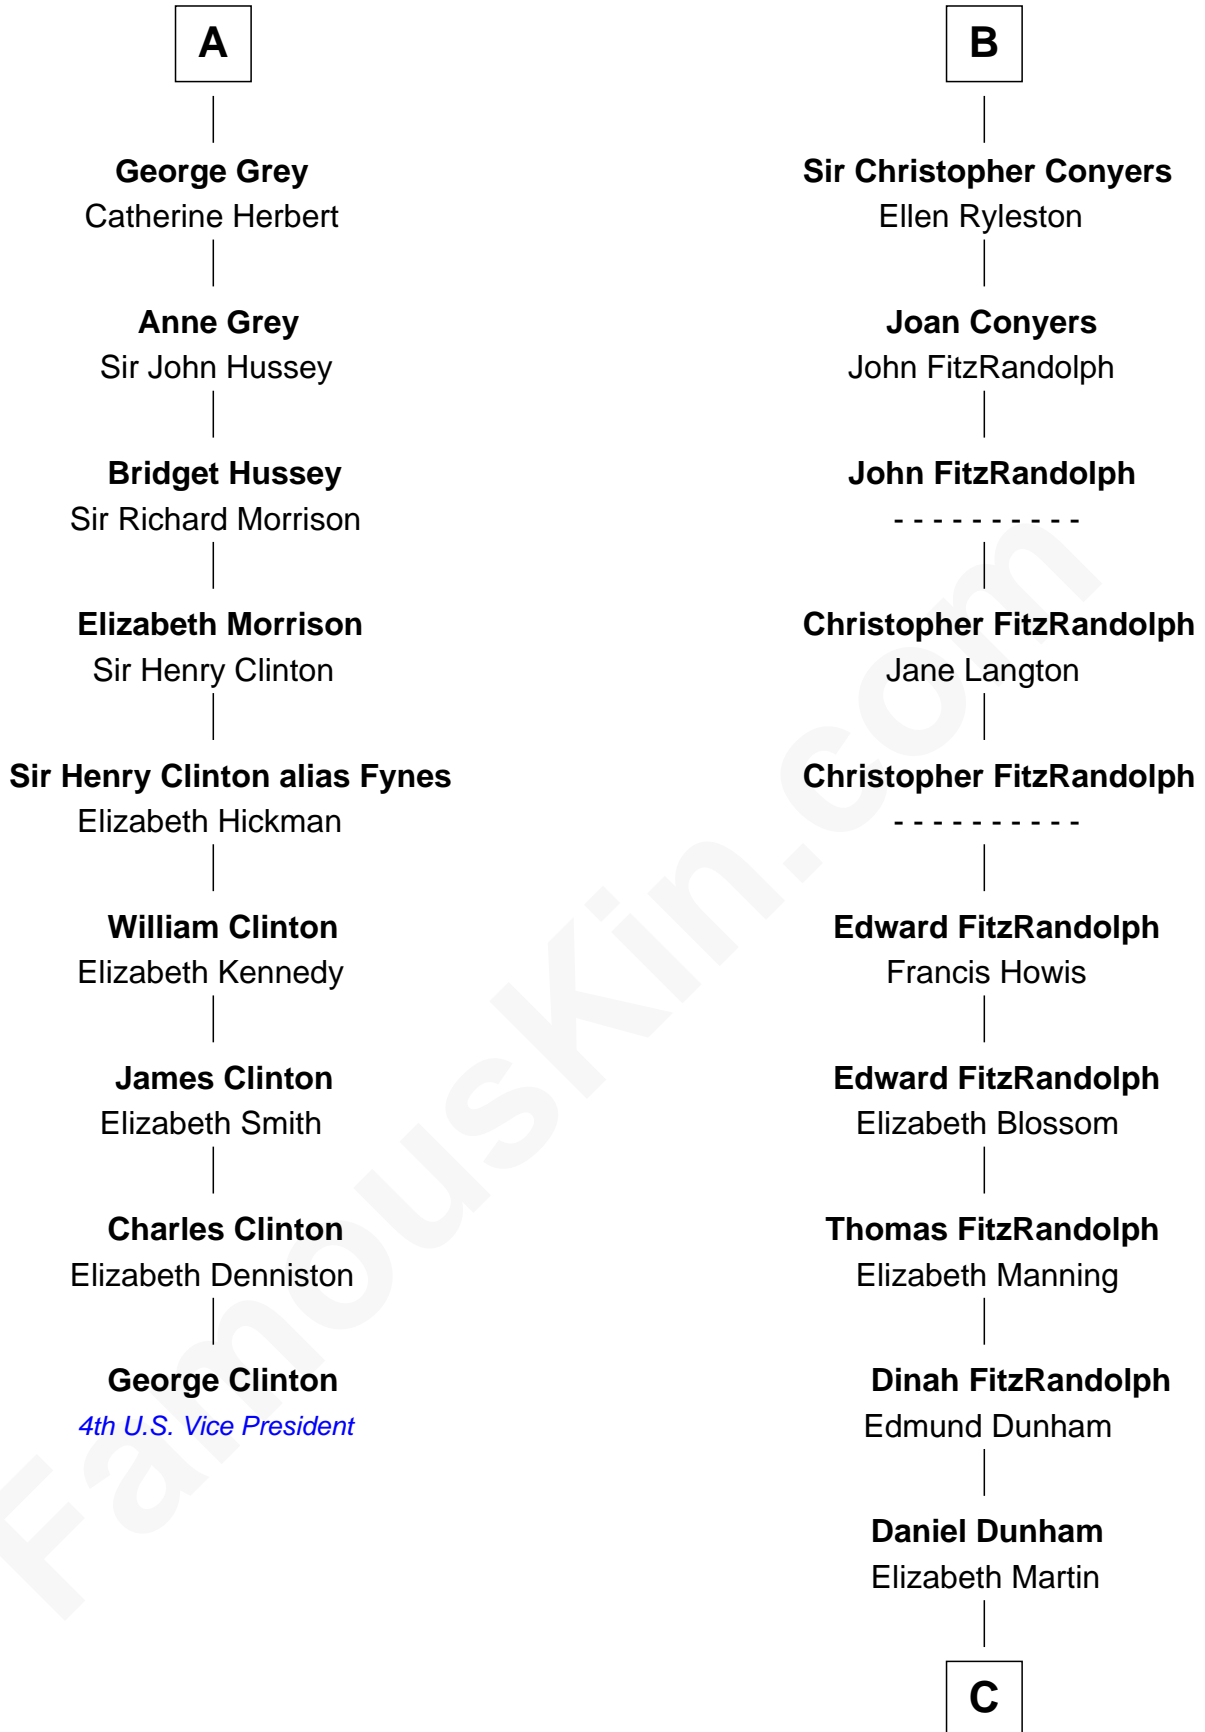 A
George Grey
Catherine Herbert
Anne Grey
Sir John Hussey
Bridget Hussey
Sir Richard Morrison
Elizabeth Morrison
Sir Henry Clinton
Sir Henry Clinton alias Fynes
Elizabeth Hickman
William Clinton
Elizabeth Kennedy
James Clinton
Elizabeth Smith
Charles Clinton
Elizabeth Denniston
George Clinton
4th U.S. Vice President
B
Sir Christopher Conyers
Ellen Ryleston
Joan Conyers
John FitzRandolph
John FitzRandolph
- - - - - - - - - -
Christopher FitzRandolph
Jane Langton
Christopher FitzRandolph
- - - - - - - - - -
Edward FitzRandolph
Francis Howis
Edward FitzRandolph
Elizabeth Blossom
Thomas FitzRandolph
Elizabeth Manning
Dinah FitzRandolph
Edmund Dunham
Daniel Dunham
Elizabeth Martin
C
FamousKin.com